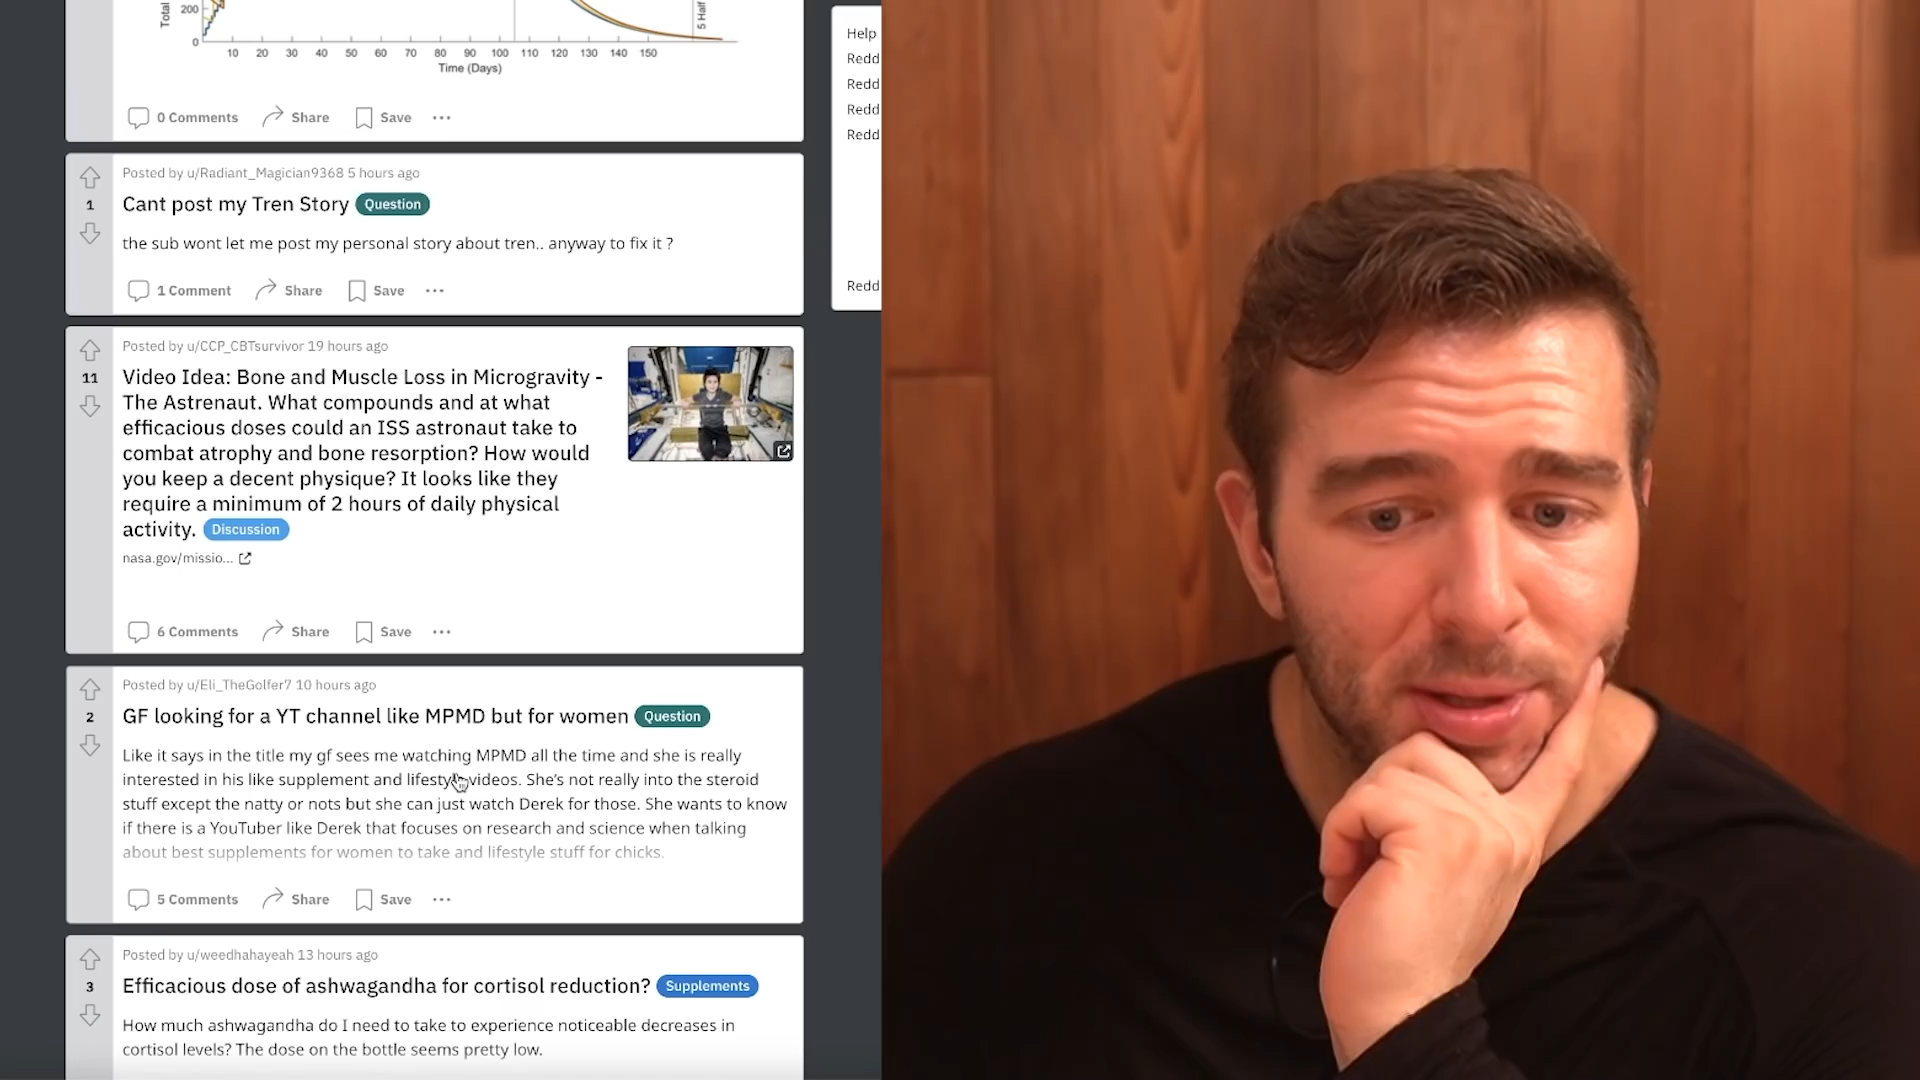 Total
200
0
5 Half
10 20 30 40 50 60 70 80 90 100 110 120 130 140 150
Time (Days)
0 Comments Share Save
Posted by u/Radiant_Magician9368 5 hours ago
1
Cant post my Tren Story Question
the sub wont let me post my personal story about tren.. anyway to fix it ?
1 Comment Share Save
Posted by u/CCP_CBTsurvivor 19 hours ago
11
Video Idea: Bone and Muscle Loss in Microgravity -
The Astrenaut. What compounds and at what
efficacious doses could an ISS astronaut take to
combat atrophy and bone resorption? How would
you keep a decent physique? It looks like they
require a minimum of 2 hours of daily physical
activity. Discussion
nasa.gov/missio...
6 Comments Share Save
Posted by u/Eli_TheGolfer7 10 hours ago
2
GF looking for a YT channel like MPMD but for women Question
Like it says in the title my gf sees me watching MPMD all the time and she is really
interested in his like supplement and lifestyle videos. She's not really into the steroid
stuff except the natty or nots but she can just watch Derek for those. She wants to know
if there is a YouTuber like Derek that focuses on research and science when talking
about best supplements for women to take and lifestyle stuff for chicks.
5 Comments Share Save
Posted by u/weedhahayeah 13 hours ago
3
Efficacious dose of ashwagandha for cortisol reduction? Supplements
How much ashwagandha do I need to take to experience noticeable decreases in
cortisol levels? The dose on the bottle seems pretty low.
Help
Redd
Redd
Redd
Redd
Redd